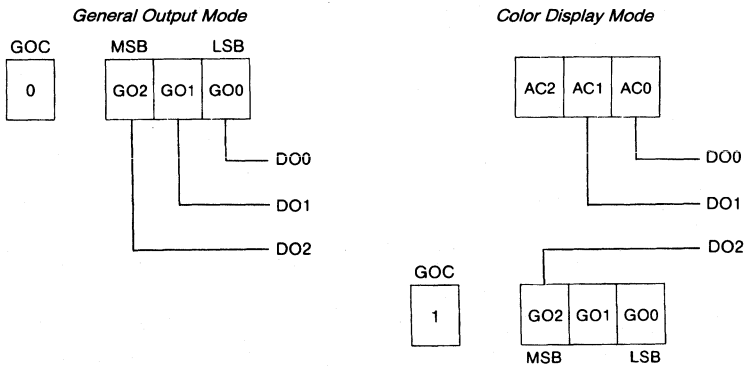 General Output Mode
GOC MSB LSB
0 GO2 GO1 GO0
DO0
DO1
DO2
Color Display Mode
AC2 AC1 AC0
DO0
DO1
DO2
GOC
1 GO2 GO1 GO0
MSB LSB